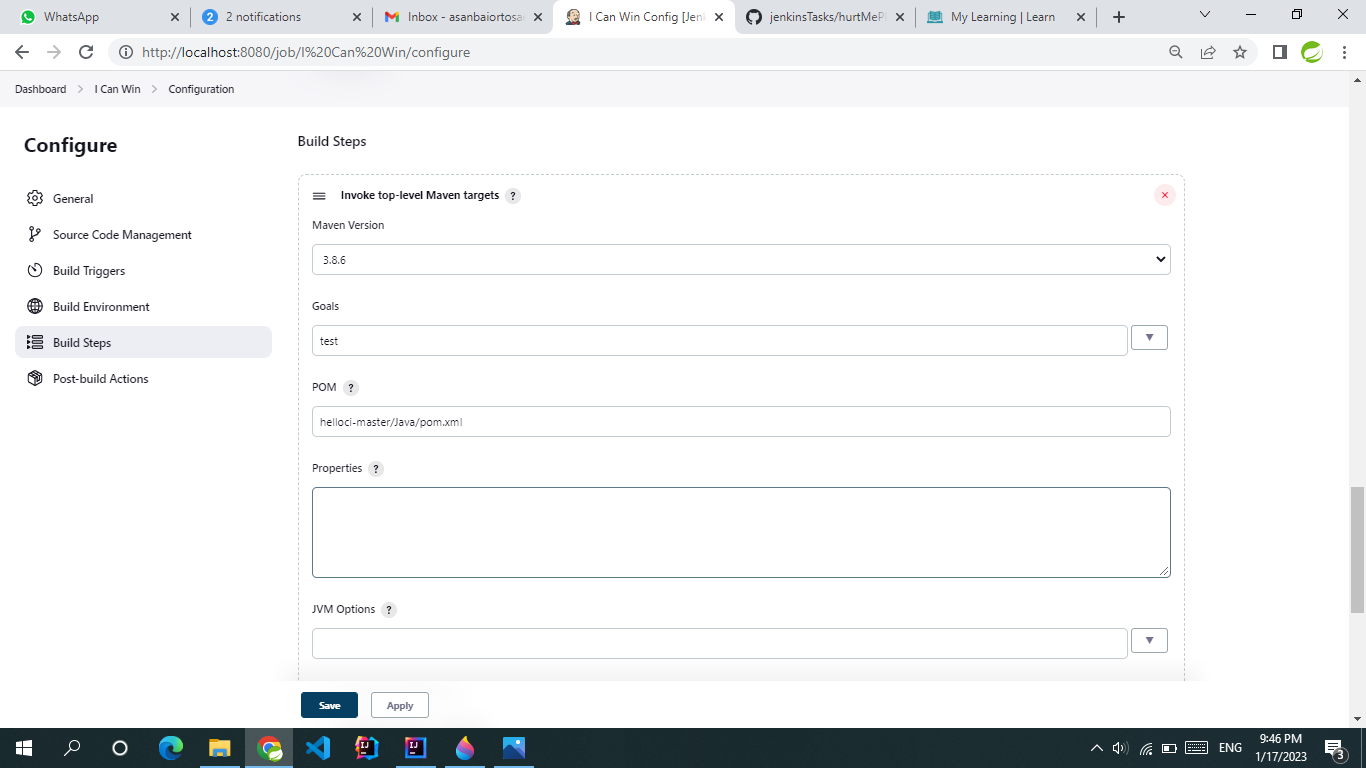 WhatsApp
2 2 notifications
Inbox - asanbaiortosa
I Can Win Config [Jen
jenkinsTasks/hurtMeP
My Learning | Learn
http://localhost:8080/job/I%20Can%20Win/configure
Dashboard > I Can Win > Configuration
Configure
General
Source Code Management
Build Triggers
Build Environment
Build Steps
Post-build Actions
Build Steps
Invoke top-level Maven targets ?
Maven Version
3.8.6
Goals
test
POM ?
helloci-master/Java/pom.xml
Properties ?
JVM Options ?
Save
Apply
ENG
9:46 PM
1/17/2023
3